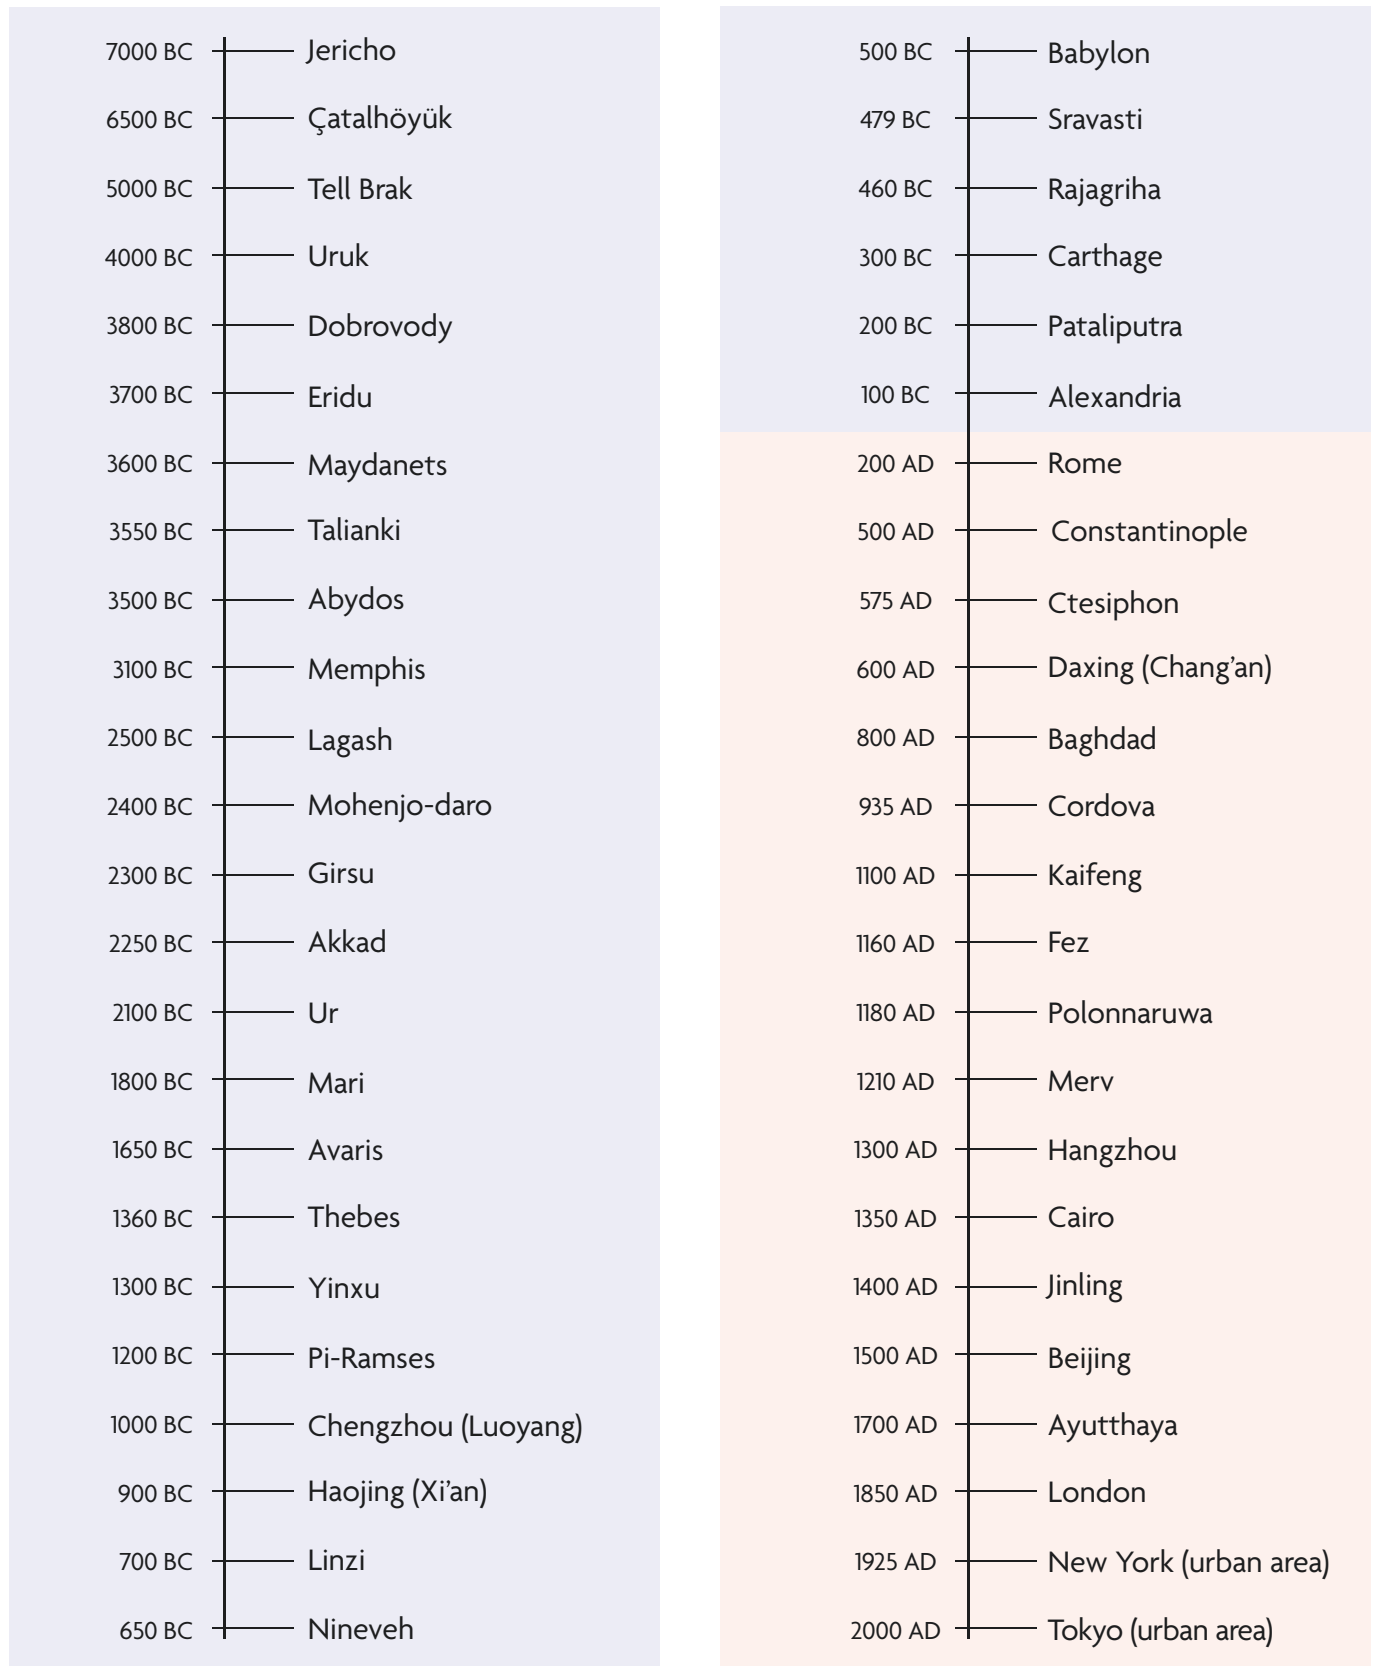 7000 BC Jericho
6500 BC Çatalhöyük
5000 BC Tell Brak
4000 BC Uruk
3800 BC Dobrovody
3700 BC Eridu
3600 BC Maydanets
3550 BC Talianki
3500 BC Abydos
3100 BC Memphis
2500 BC Lagash
2400 BC Mohenjo-daro
2300 BC Girsu
2250 BC Akkad
2100 BC Ur
1800 BC Mari
1650 BC Avaris
1360 BC Thebes
1300 BC Yinxu
1200 BC Pi-Ramses
1000 BC Chengzhou (Luoyang)
900 BC Haojing (Xi’an)
700 BC Linzi
650 BC Nineveh
500 BC Babylon
479 BC Sravasti
460 BC Rajagriha
300 BC Carthage
200 BC Pataliputra
100 BC Alexandria
200 AD Rome
500 AD Constantinople
575 AD Ctesiphon
600 AD Daxing (Chang’an)
800 AD Baghdad
935 AD Cordova
1100 AD Kaifeng
1160 AD Fez
1180 AD Polonnaruwa
1210 AD Merv
1300 AD Hangzhou
1350 AD Cairo
1400 AD Jinling
1500 AD Beijing
1700 AD Ayutthaya
1850 AD London
1925 AD New York (urban area)
2000 AD Tokyo (urban area)